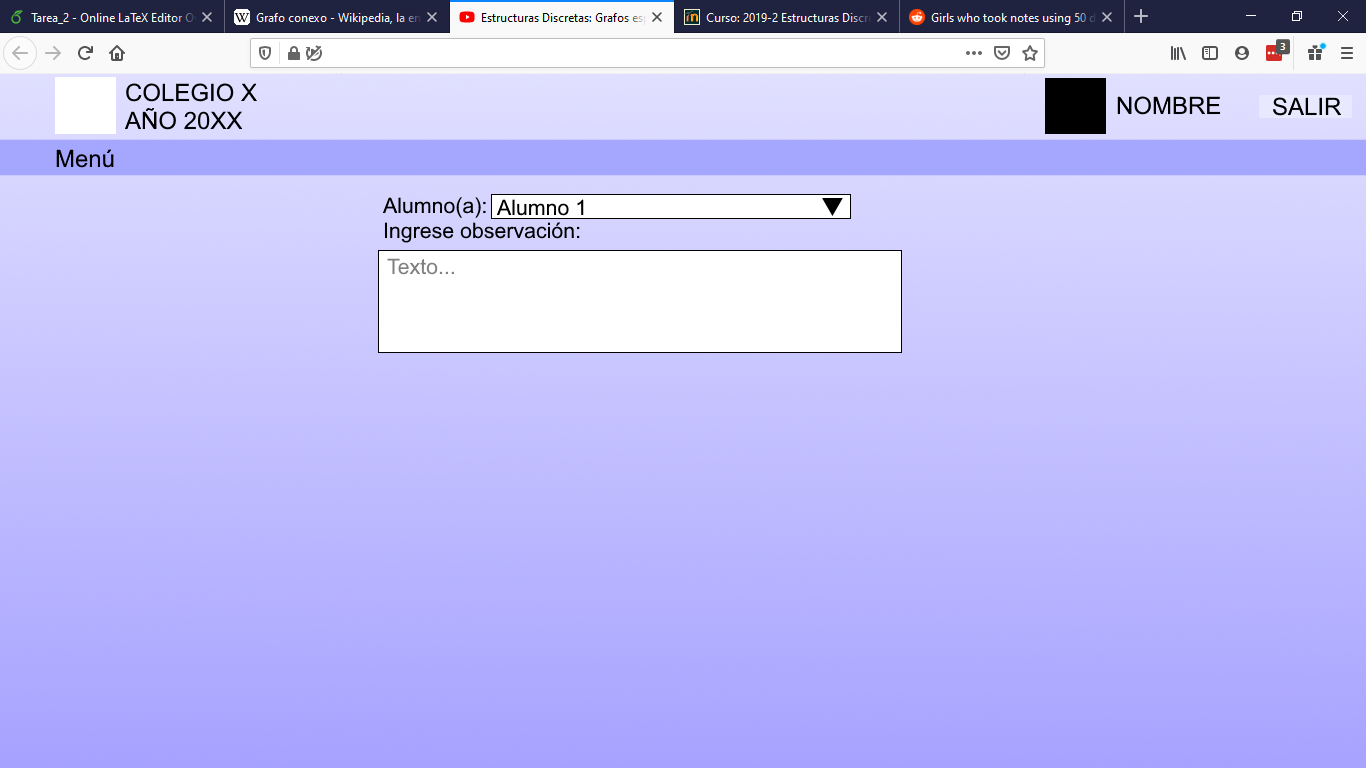 Tarea_2 - Online LaTeX Editor O
Grafo conexo - Wikipedia, la en
Estructuras Discretas: Grafos es
Curso: 2019-2 Estructuras Discre
Girls who took notes using 50 d
3
COLEGIO X
AÑO 20XX
NOMBRE
SALIR
Menú
Alumno(a): Alumno 1
Ingrese observación:
Texto...